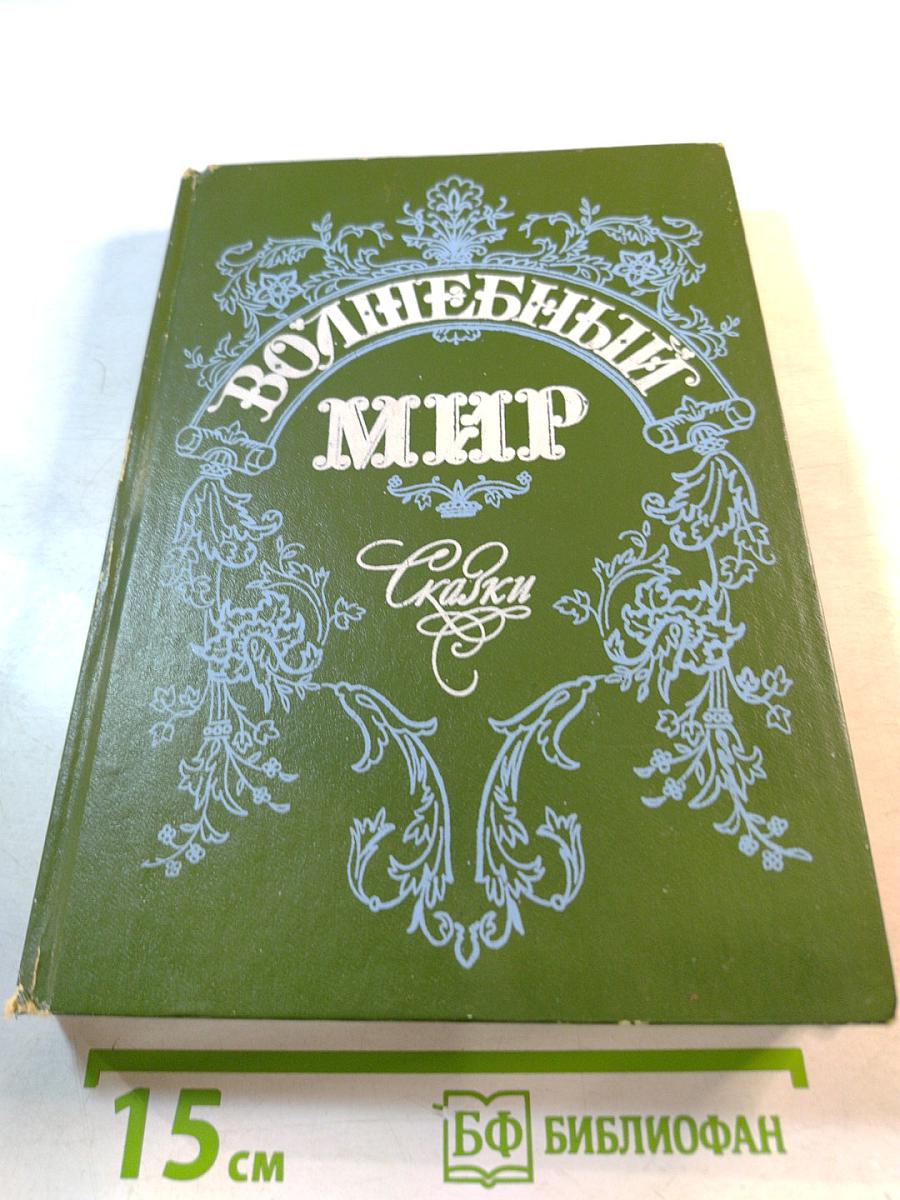 ВОЛШЕБНЫЙ
МИР
Сказки
15 см
БФ БИБЛИОФАН